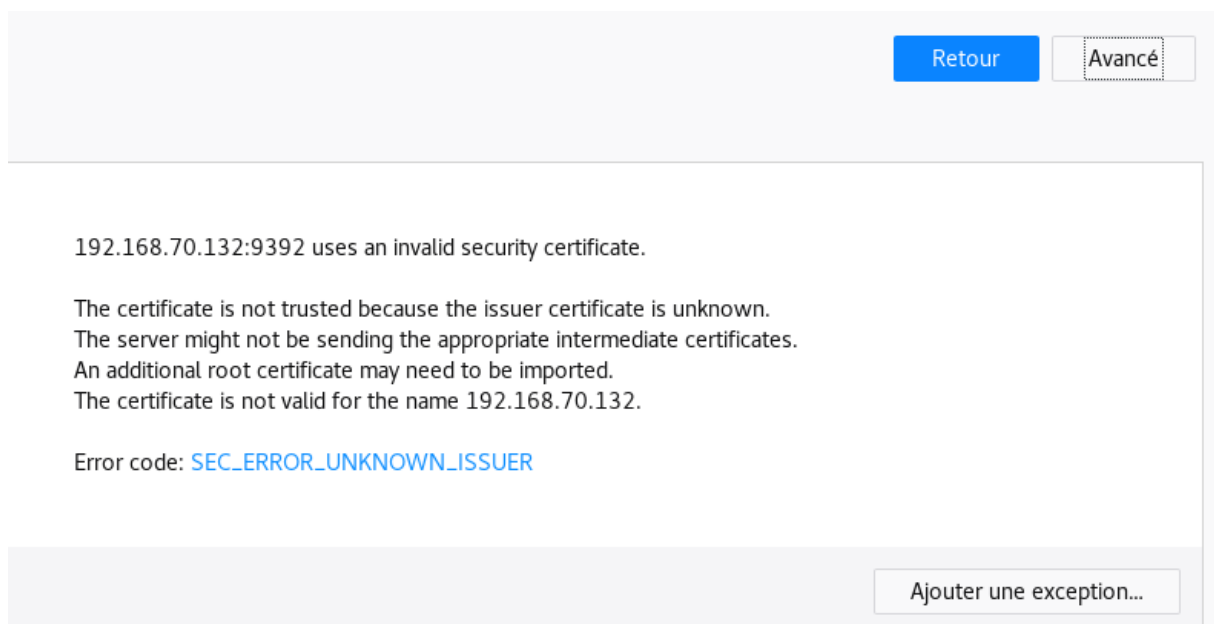 Retour
Avancé
192.168.70.132:9392 uses an invalid security certificate.
The certificate is not trusted because the issuer certificate is unknown.
The server might not be sending the appropriate intermediate certificates.
An additional root certificate may need to be imported.
The certificate is not valid for the name 192.168.70.132.
Error code: SEC_ERROR_UNKNOWN_ISSUER
Ajouter une exception...